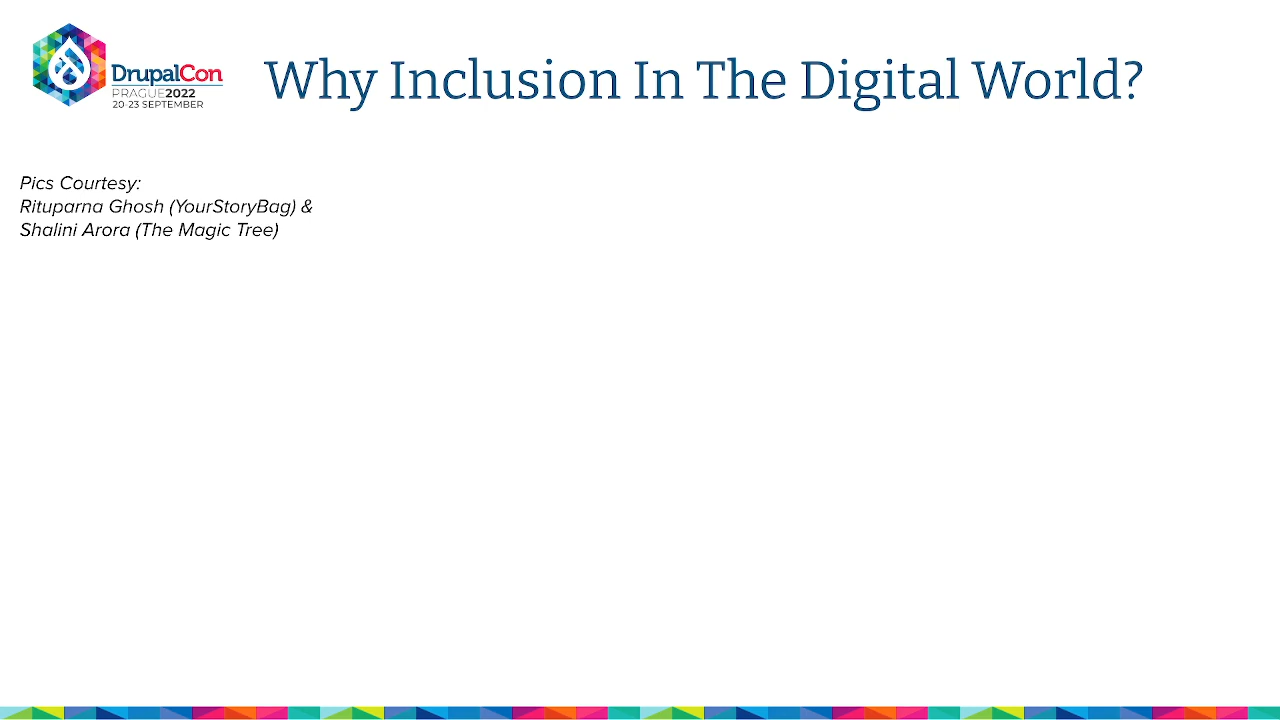 DrupalCon
PRAGUE2022
20-23 SEPTEMBER
Why Inclusion In The Digital World?
Pics Courtesy:
Rituparna Ghosh (YourStoryBag) &
Shalini Arora (The Magic Tree)